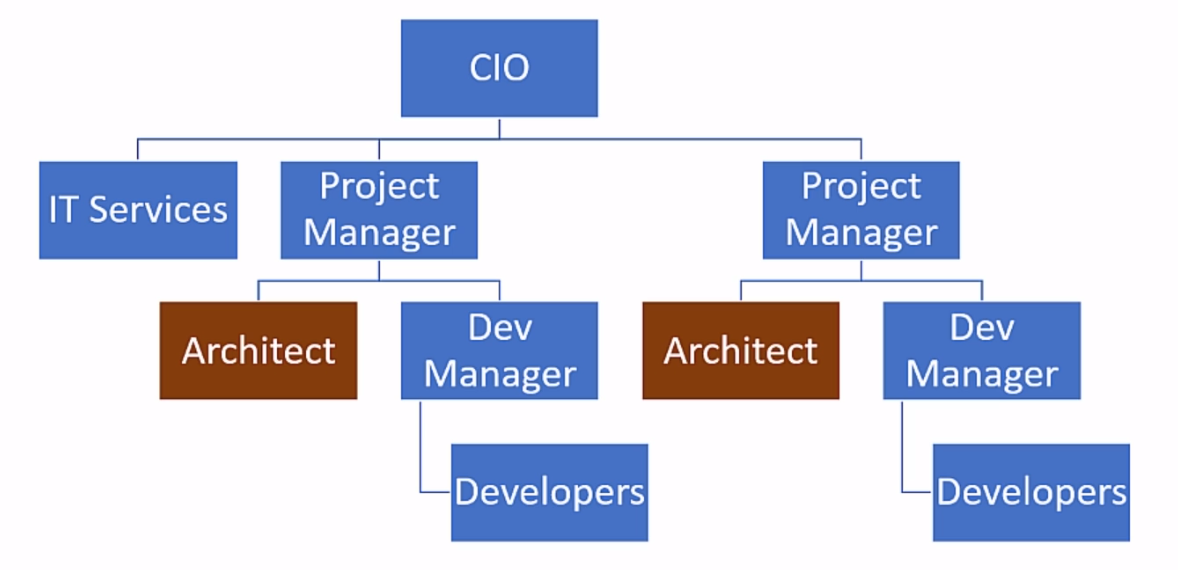 CIO
IT Services
Project
Manager
Project
Manager
Architect
Dev
Manager
Architect
Dev
Manager
Developers
Developers